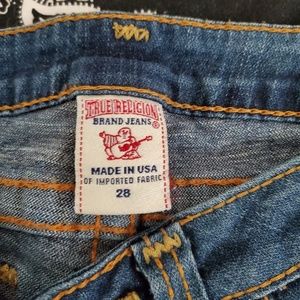 TRUE RELIGION
BRAND JEANS
®
MADE IN USA
OF IMPORTED FABRIC
28